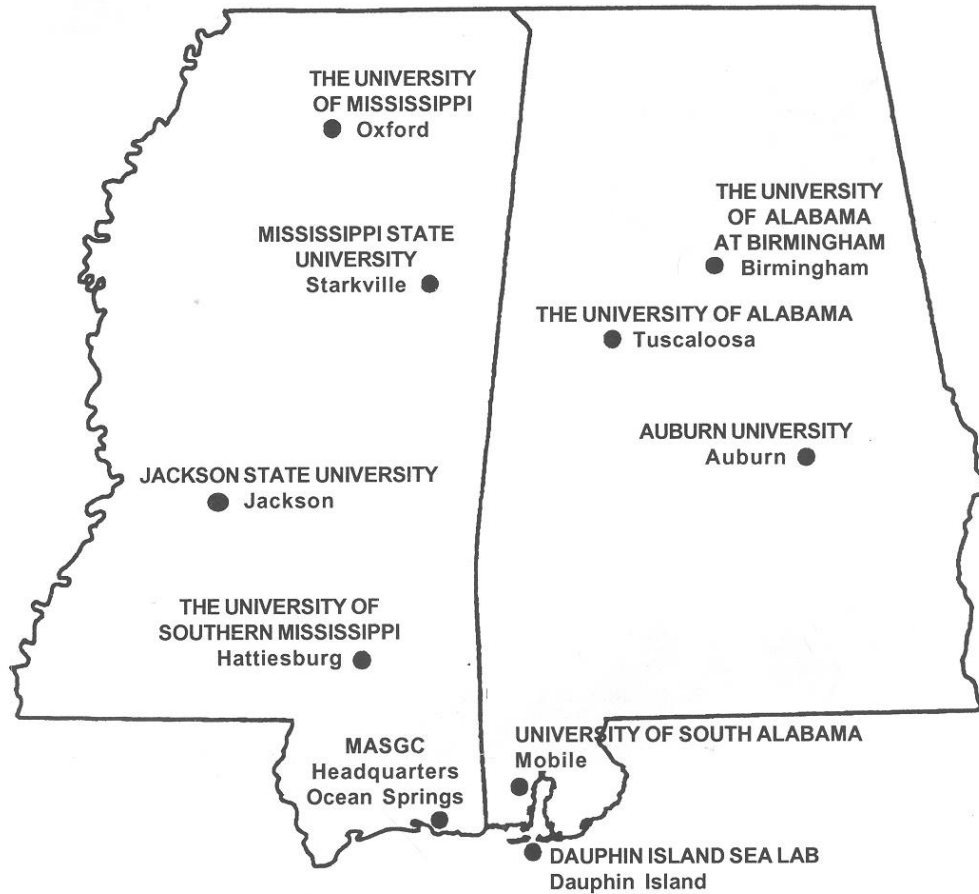 THE UNIVERSITY
OF MISSISSIPPI
Oxford
THE UNIVERSITY
OF ALABAMA
AT BIRMINGHAM
Birmingham
MISSISSIPPI STATE
UNIVERSITY
Starkville
THE UNIVERSITY OF ALABAMA
Tuscaloosa
AUBURN UNIVERSITY
Auburn
JACKSON STATE UNIVERSITY
Jackson
THE UNIVERSITY OF
SOUTHERN MISSISSIPPI
Hattiesburg
UNIVERSITY OF SOUTH ALABAMA
Mobile
MASGC
Headquarters
Ocean Springs
DAUPHIN ISLAND SEA LAB
Dauphin Island